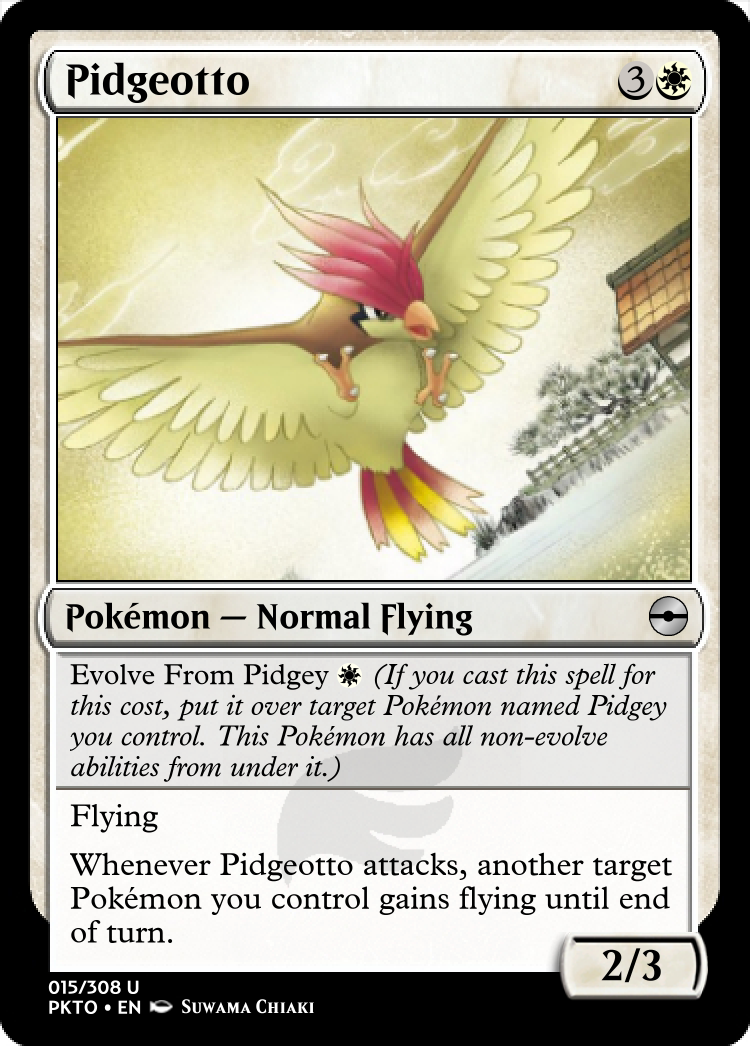 Pidgeotto 3
Pokémon — Normal Flying
Evolve From Pidgey (If you cast this spell for
this cost, put it over target Pokémon named Pidgey
you control. This Pokémon has all non-evolve
abilities from under it.)
Flying
Whenever Pidgeotto attacks, another target
Pokémon you control gains flying until end
of turn.
2/3
015/308 U
PKTO • EN Suwama Chiaki